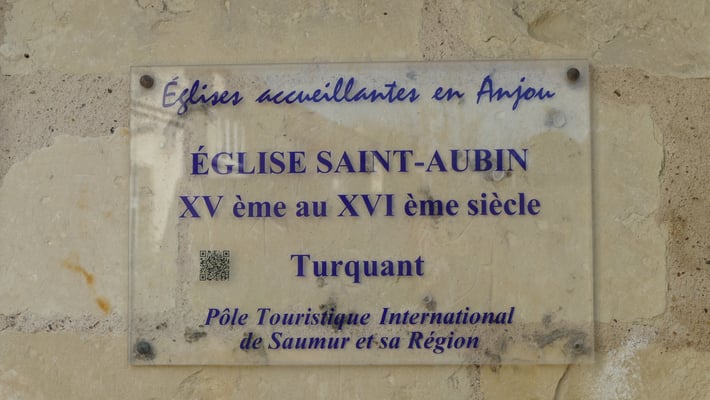 Églises accueillantes en Anjou
ÉGLISE SAINT-AUBIN
XV ème au XVI ème siècle
Turquant
Pôle Touristique International
de Saumur et sa Région